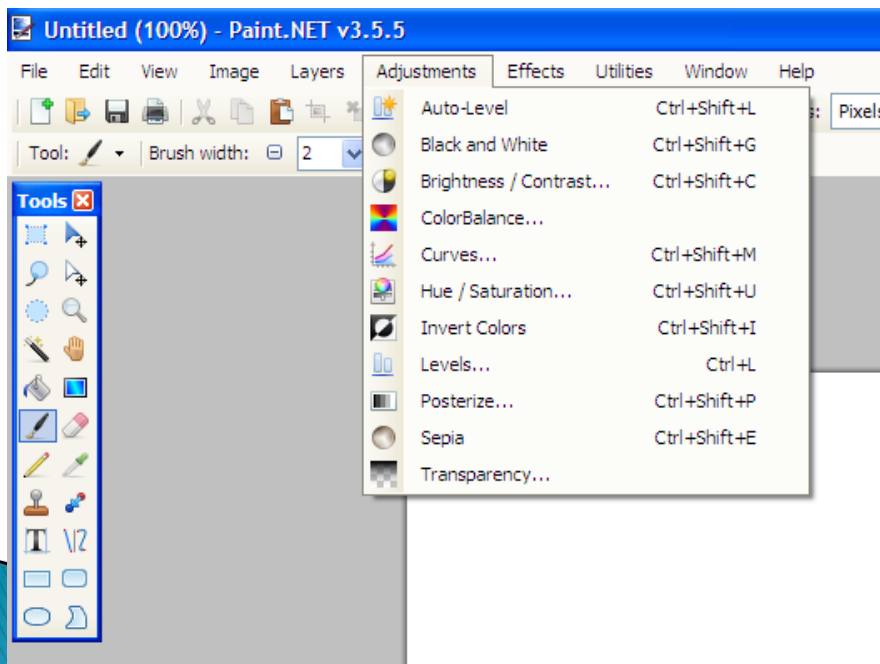 Untitled (100%) - Paint.NET v3.5.5
File Edit View Image Layers Adjustments Effects Utilities Window Help
Pixels
Tool: Brush width: 2
Auto-Level Ctrl+Shift+L
Black and White Ctrl+Shift+G
Brightness / Contrast... Ctrl+Shift+C
ColorBalance...
Curves... Ctrl+Shift+M
Hue / Saturation... Ctrl+Shift+U
Invert Colors Ctrl+Shift+I
Levels... Ctrl+L
Posterize... Ctrl+Shift+P
Sepia Ctrl+Shift+E
Transparency...
Tools